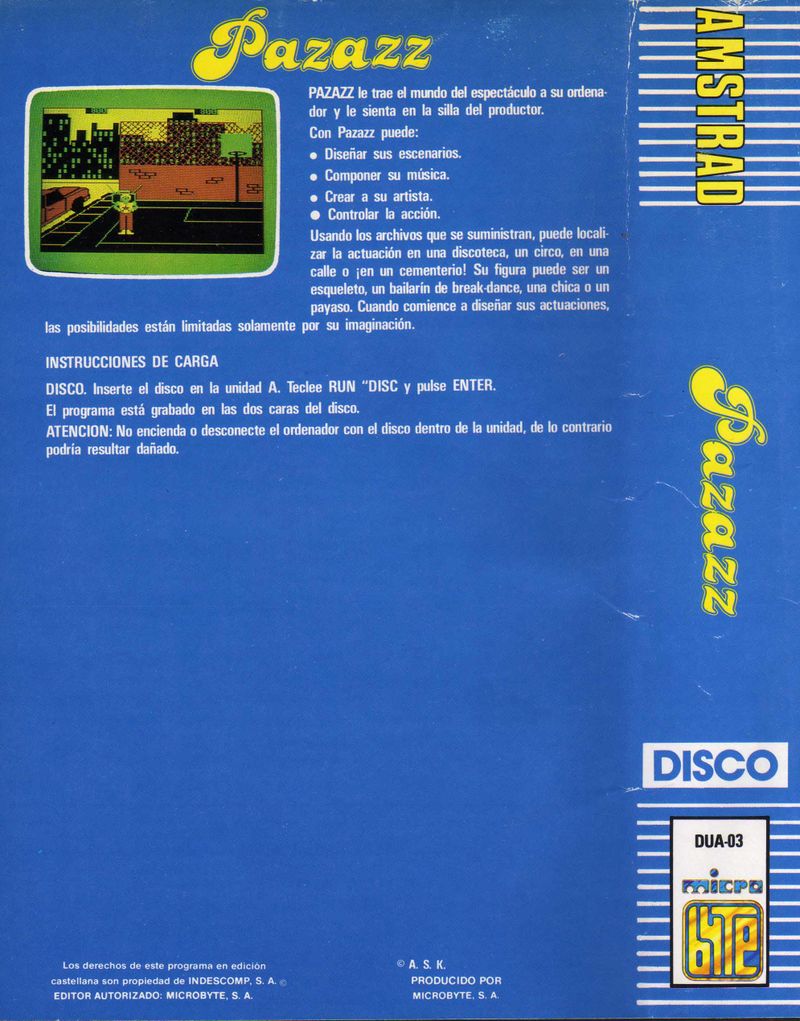 Pazazz
PAZAZZ le trae el mundo del espectáculo a su ordena-
dor y le sienta en la silla del productor.
Con Pazazz puede:
● Diseñar sus escenarios.
● Componer su música.
● Crear a su artista.
● Controlar la acción.
Usando los archivos que se suministran, puede locali-
zar la actuación en una discoteca, un circo, en una
calle o ¡en un cementerio! Su figura puede ser un
esqueleto, un bailarín de break-dance, una chica o un
payaso. Cuando comience a diseñar sus actuaciones,
las posibilidades están limitadas solamente por su imaginación.
INSTRUCCIONES DE CARGA
DISCO. Inserte el disco en la unidad A. Teclee RUN "DISC y pulse ENTER.
El programa está grabado en las dos caras del disco.
ATENCION: No encienda o desconecte el ordenador con el disco dentro de la unidad, de lo contrario
podría resultar dañado.
Los derechos de este programa en edición
castellana son propiedad de INDESCOMP, S. A. ©
EDITOR AUTORIZADO: MICROBYTE, S. A.
© A. S. K.
PRODUCIDO POR
MICROBYTE, S. A.
AMSTRAD
Pazazz
DISCO
DUA-03
micro
byte